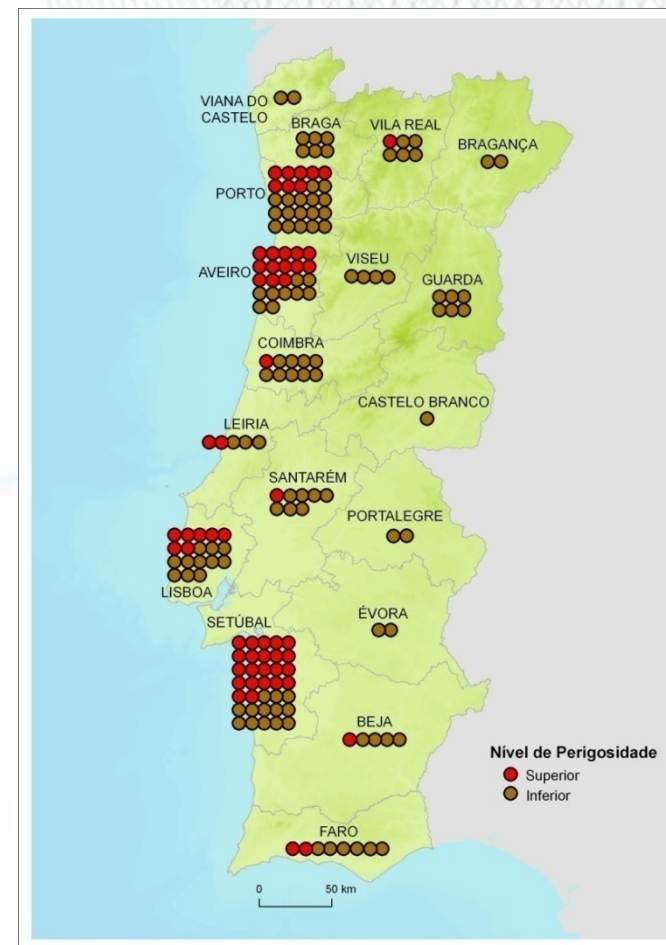 VIANA DO
CASTELO
BRAGA
VILA REAL
BRAGANÇA
PORTO
AVEIRO
VISEU
GUARDA
COIMBRA
CASTELO BRANCO
LEIRIA
SANTARÉM
PORTALEGRE
LISBOA
SETÚBAL
ÉVORA
BEJA
Nível de Perigosidade
Superior
Inferior
FARO
0 50 km